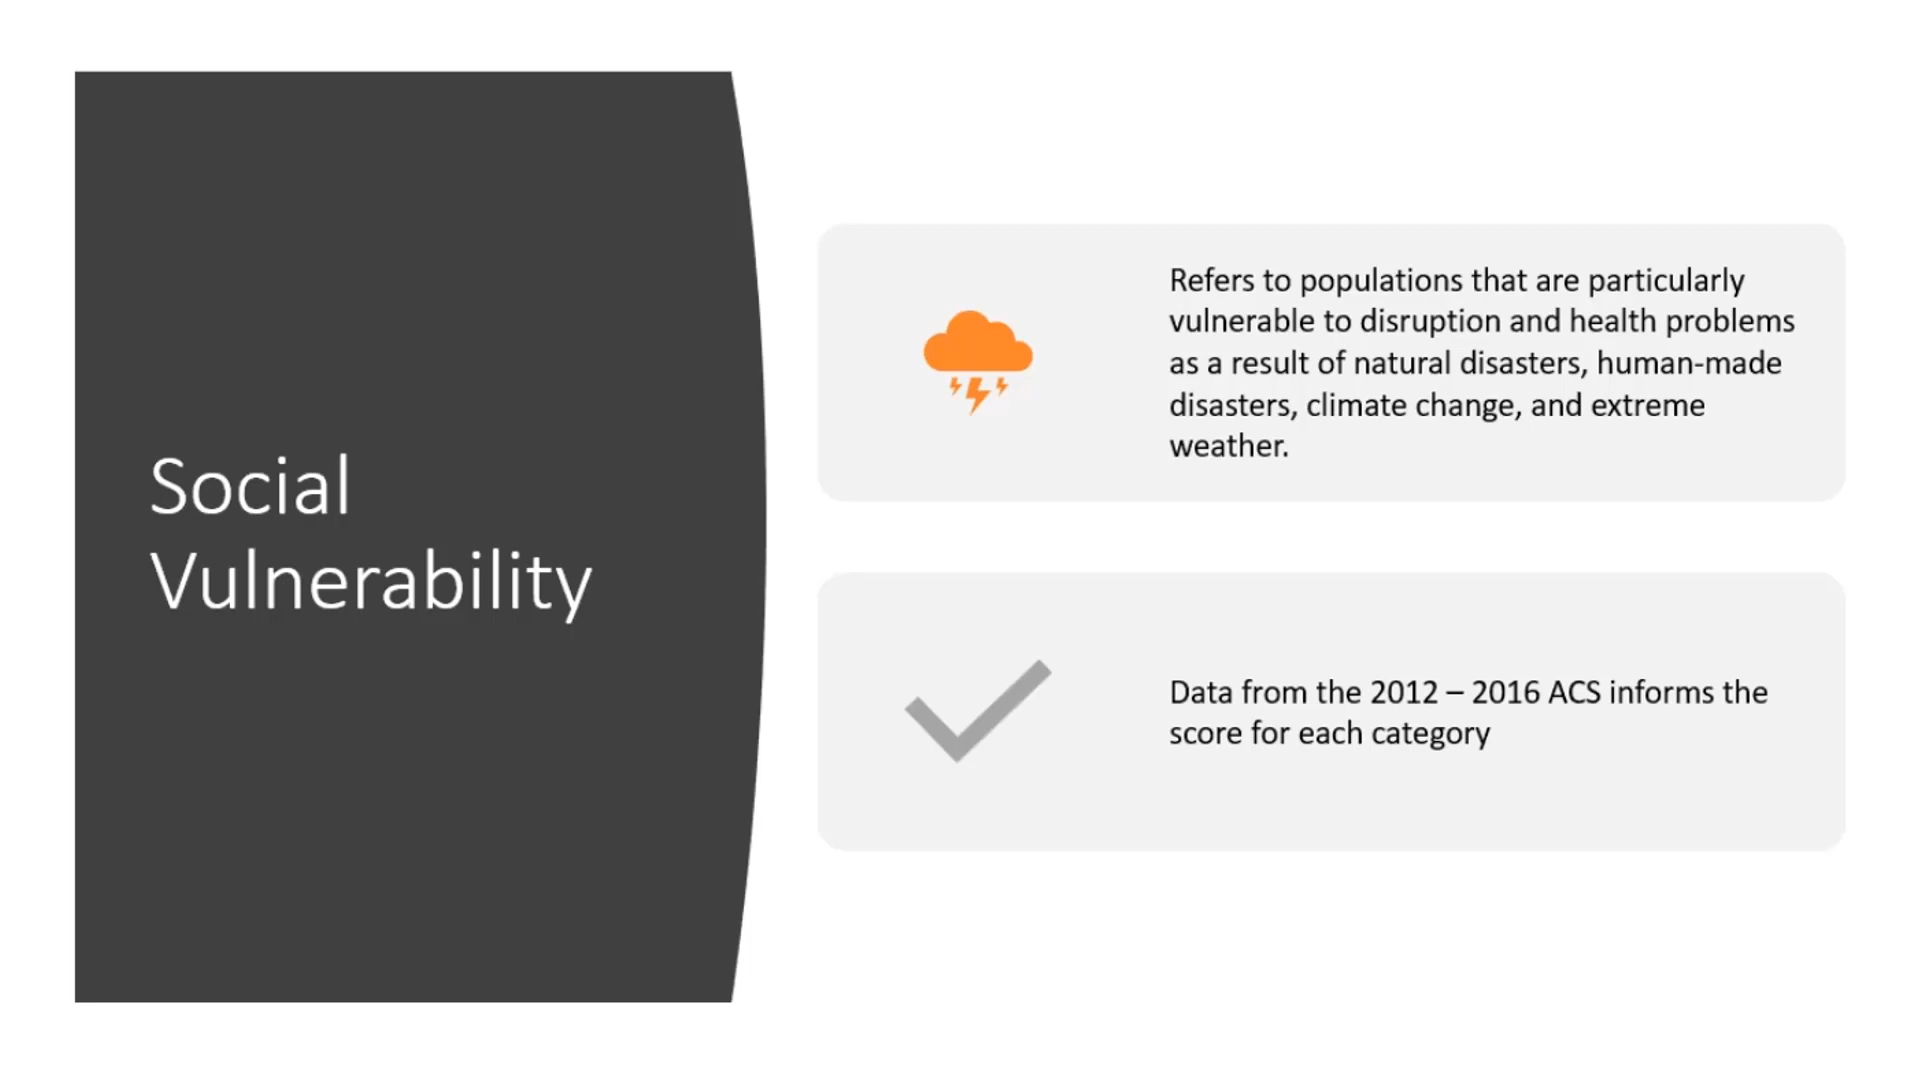 Social
Vulnerability
Refers to populations that are particularly
vulnerable to disruption and health problems
as a result of natural disasters, human-made
disasters, climate change, and extreme
weather.
Data from the 2012 – 2016 ACS informs the
score for each category